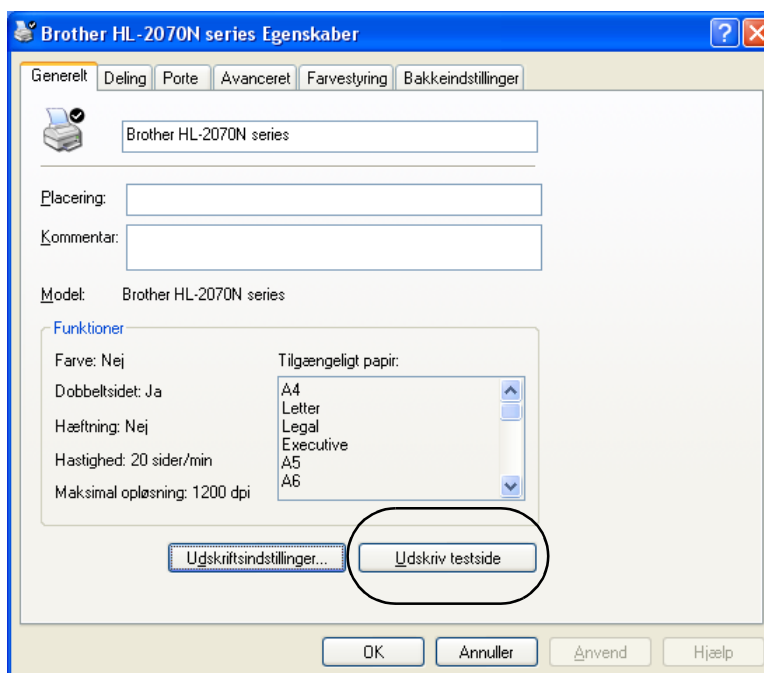 Brother HL-2070N series Egenskaber
Generelt Deling Porte Avanceret Farvestyring Bakkeindstillinger
Brother HL-2070N series
Placering:
Kommentar:
Model: Brother HL-2070N series
Funktioner
Farve: Nej
Tilgængeligt papir:
Dobbeltsidet: Ja
Hæftning: Nej
Hastighed: 20 sider/min
Maksimal opløsning: 1200 dpi
A4
Letter
Legal
Executive
A5
A6
Udskriftsindstillinger... Udskriv testside
OK Annuller Anvend Hjælp